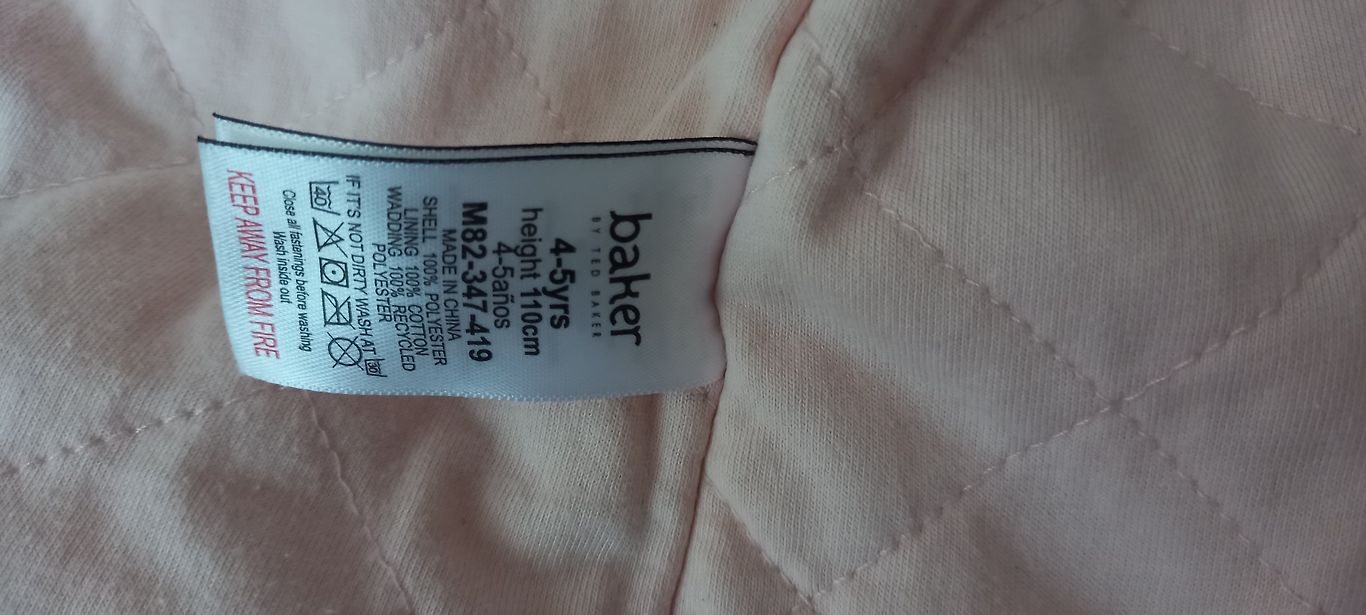 baker
BY TED BAKER
4-5yrs
height 110cm
4-5años
M82-347-419
MADE IN CHINA
SHELL 100% POLYESTER
LINING 100% COTTON
WADDING 100% RECYCLED
POLYESTER
IF IT'S NOT DIRTY WASH AT 30
40
Close all fastenings before washing
Wash inside out
KEEP AWAY FROM FIRE